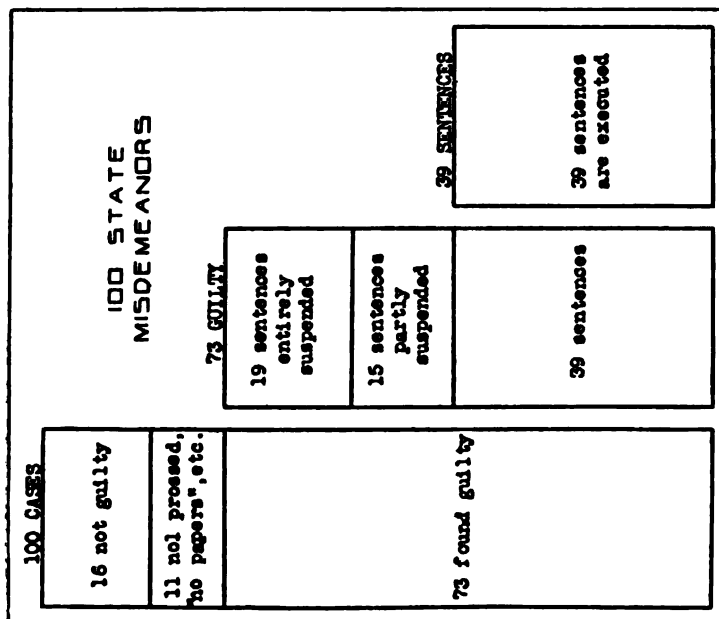 100 STATE
MISDEMEANORS
100 CASES
16 not guilty
11 nol prossed,
"no papers",etc.
73 found guilty
73 GUILTY
19 sentences
entirely
suspended
15 sentences
partly
suspended
39 sentences
39 SENTENCES
39 sentences
are executed